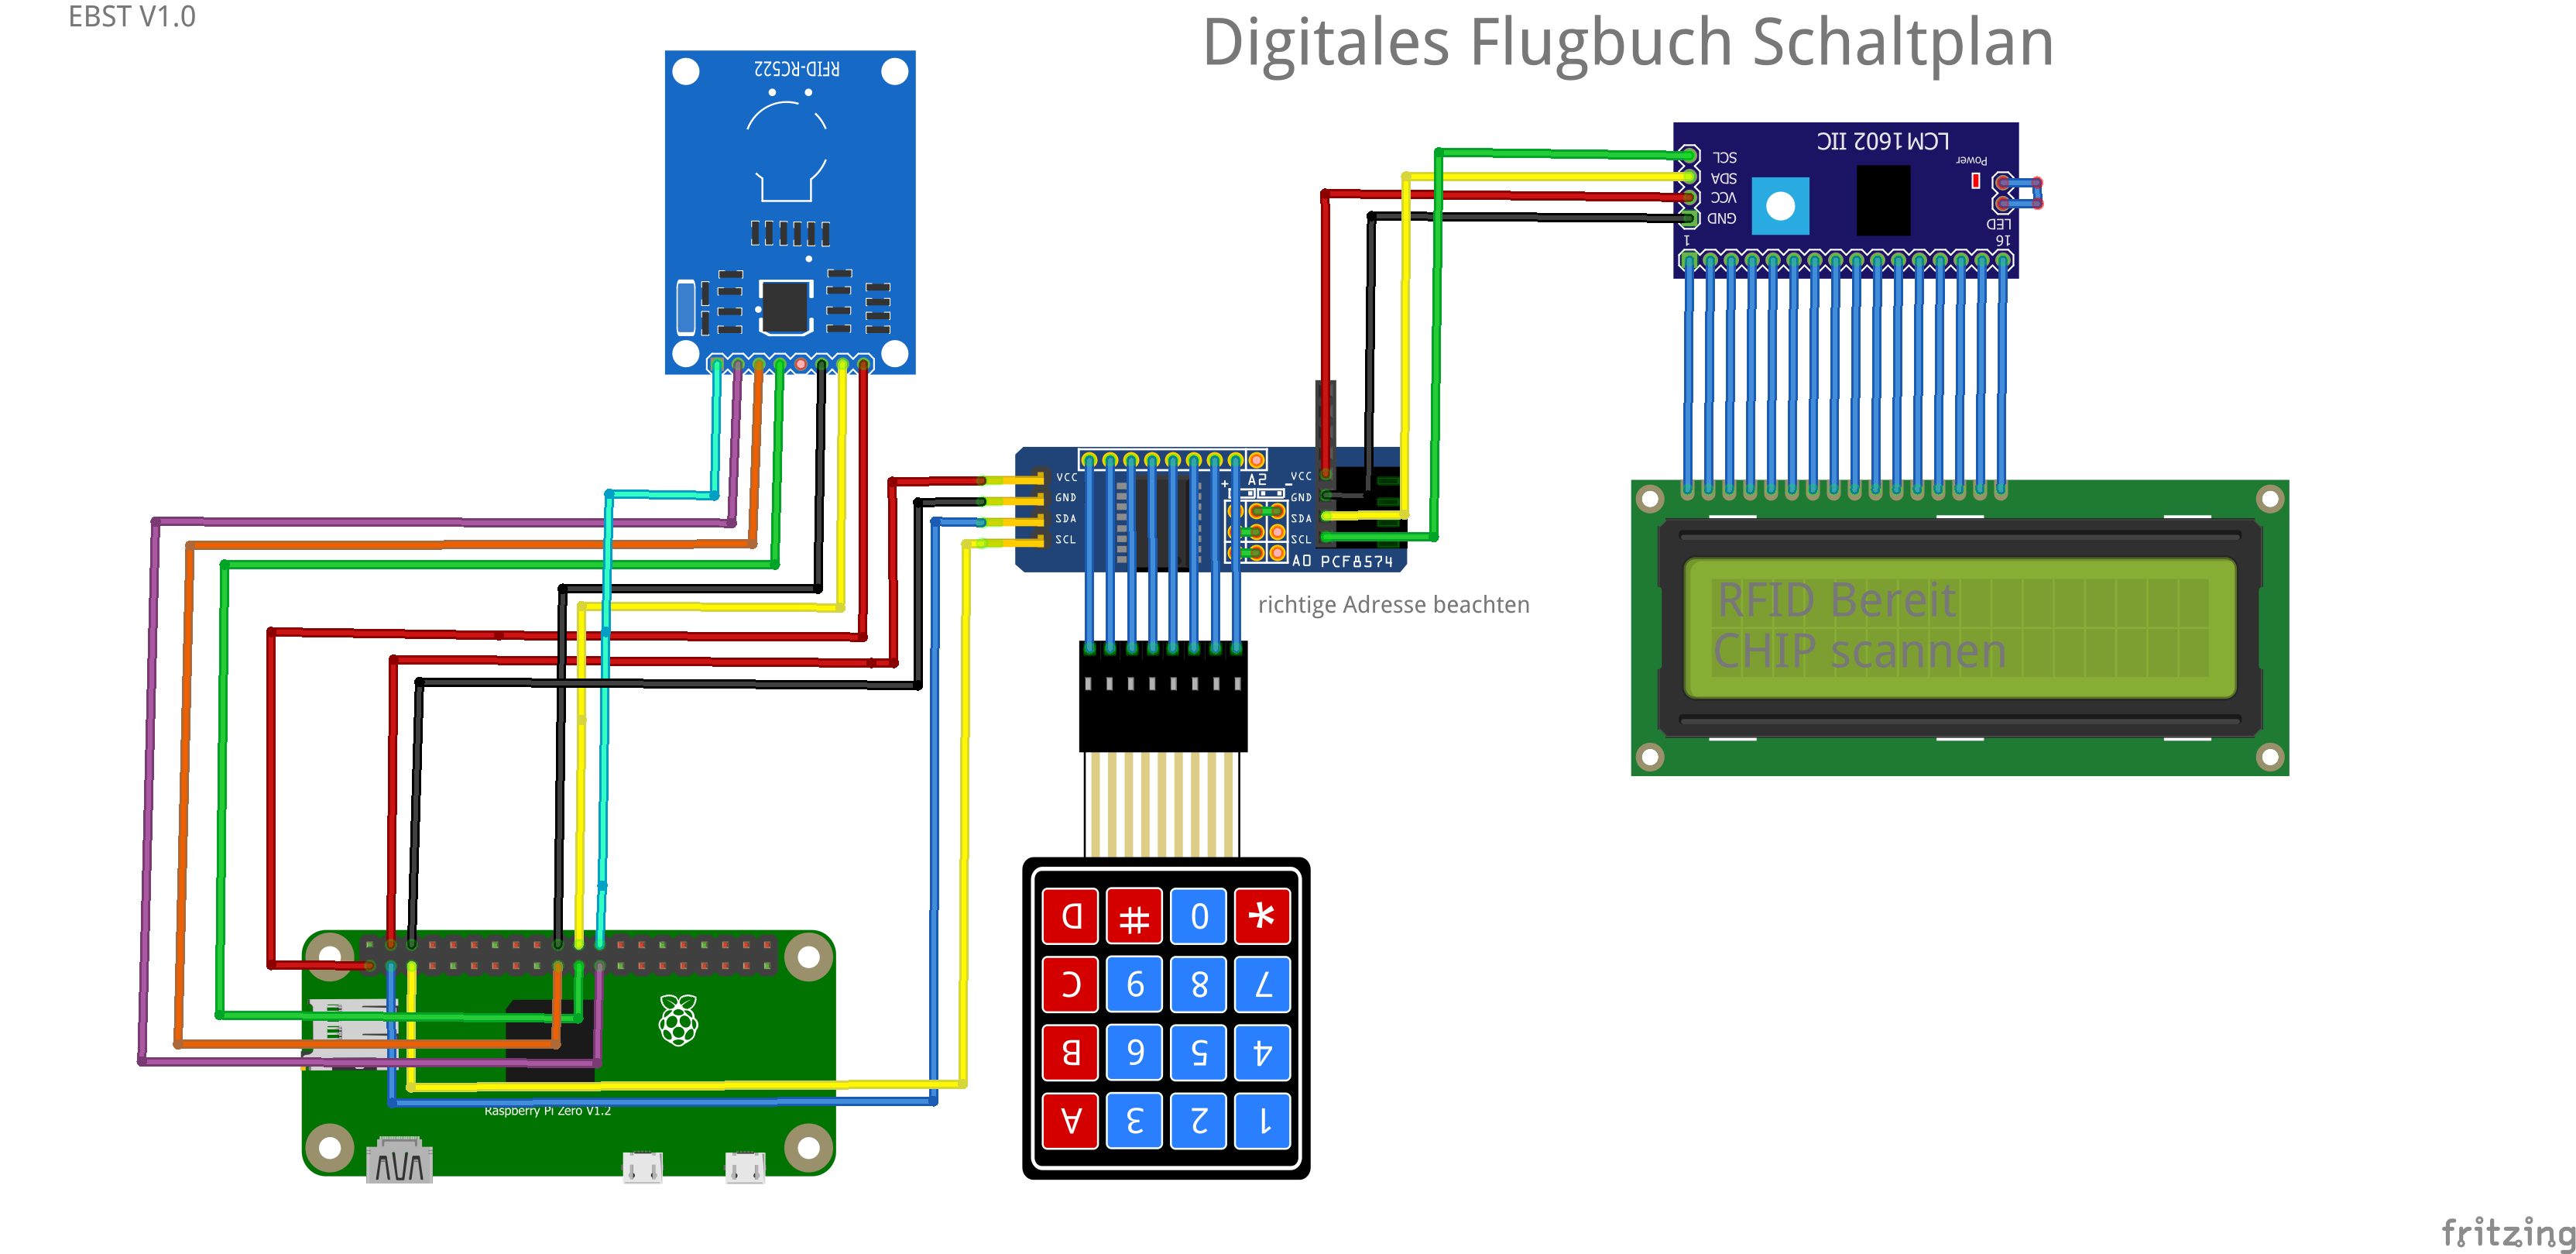 EBST V1.0
Digitales Flugbuch Schaltplan
RFID-RC522
LCM1602 IIC
Power
SCL
SDA
VCC
GND
LED
1
16
VCC
GND
SDA
SCL
A2
+
-
VCC
GND
SDA
SCL
A0 PCF8574
richtige Adresse beachten
RFID Bereit
CHIP scannen
D # 0 *
C 9 8 7
B 6 5 4
A 3 2 1
Raspberry Pi Zero V1.2
fritzing